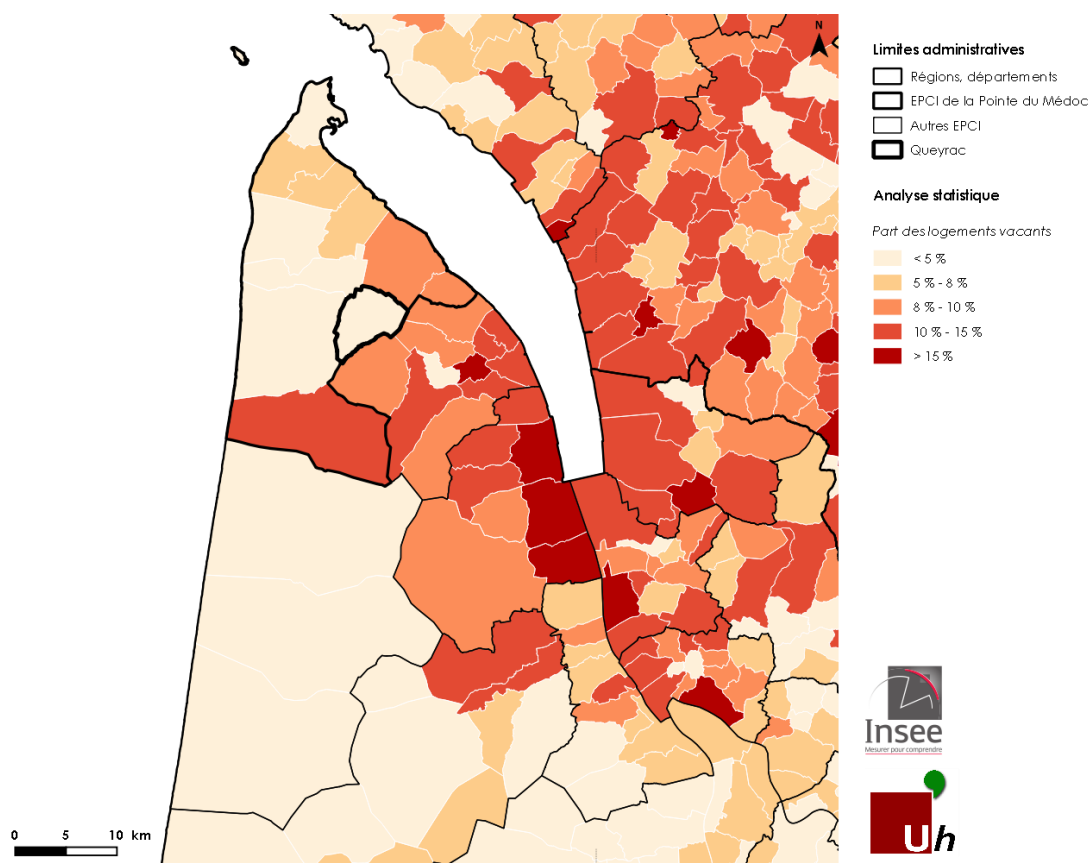 N
Limites administratives
Régions, départements
EPCI de la Pointe du Médoc
Autres EPCI
Queyrac
Analyse statistique
Part des logements vacants
< 5 %
5 % - 8 %
8 % - 10 %
10 % - 15 %
> 15 %
Insee
Mesurer pour comprendre
Uh
0 5 10 km